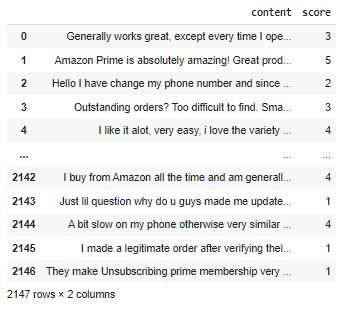 content score
0 Generally works great, except every time I ope... 3
1 Amazon Prime is absolutely amazing! Great prod... 5
2 Hello I have change my phone number and since ... 2
3 Outstanding orders? Too difficult to find. Sma... 3
4 I like it alot, very easy, i love the variety ... 4
... ... ...
2142 I buy from Amazon all the time and am generall... 4
2143 Just lil question why do u guys made me update... 1
2144 A bit slow on my phone otherwise very similar ... 4
2145 I made a legitimate order after verifying thei... 1
2146 They make Unsubscribing prime membership very ... 1
2147 rows × 2 columns